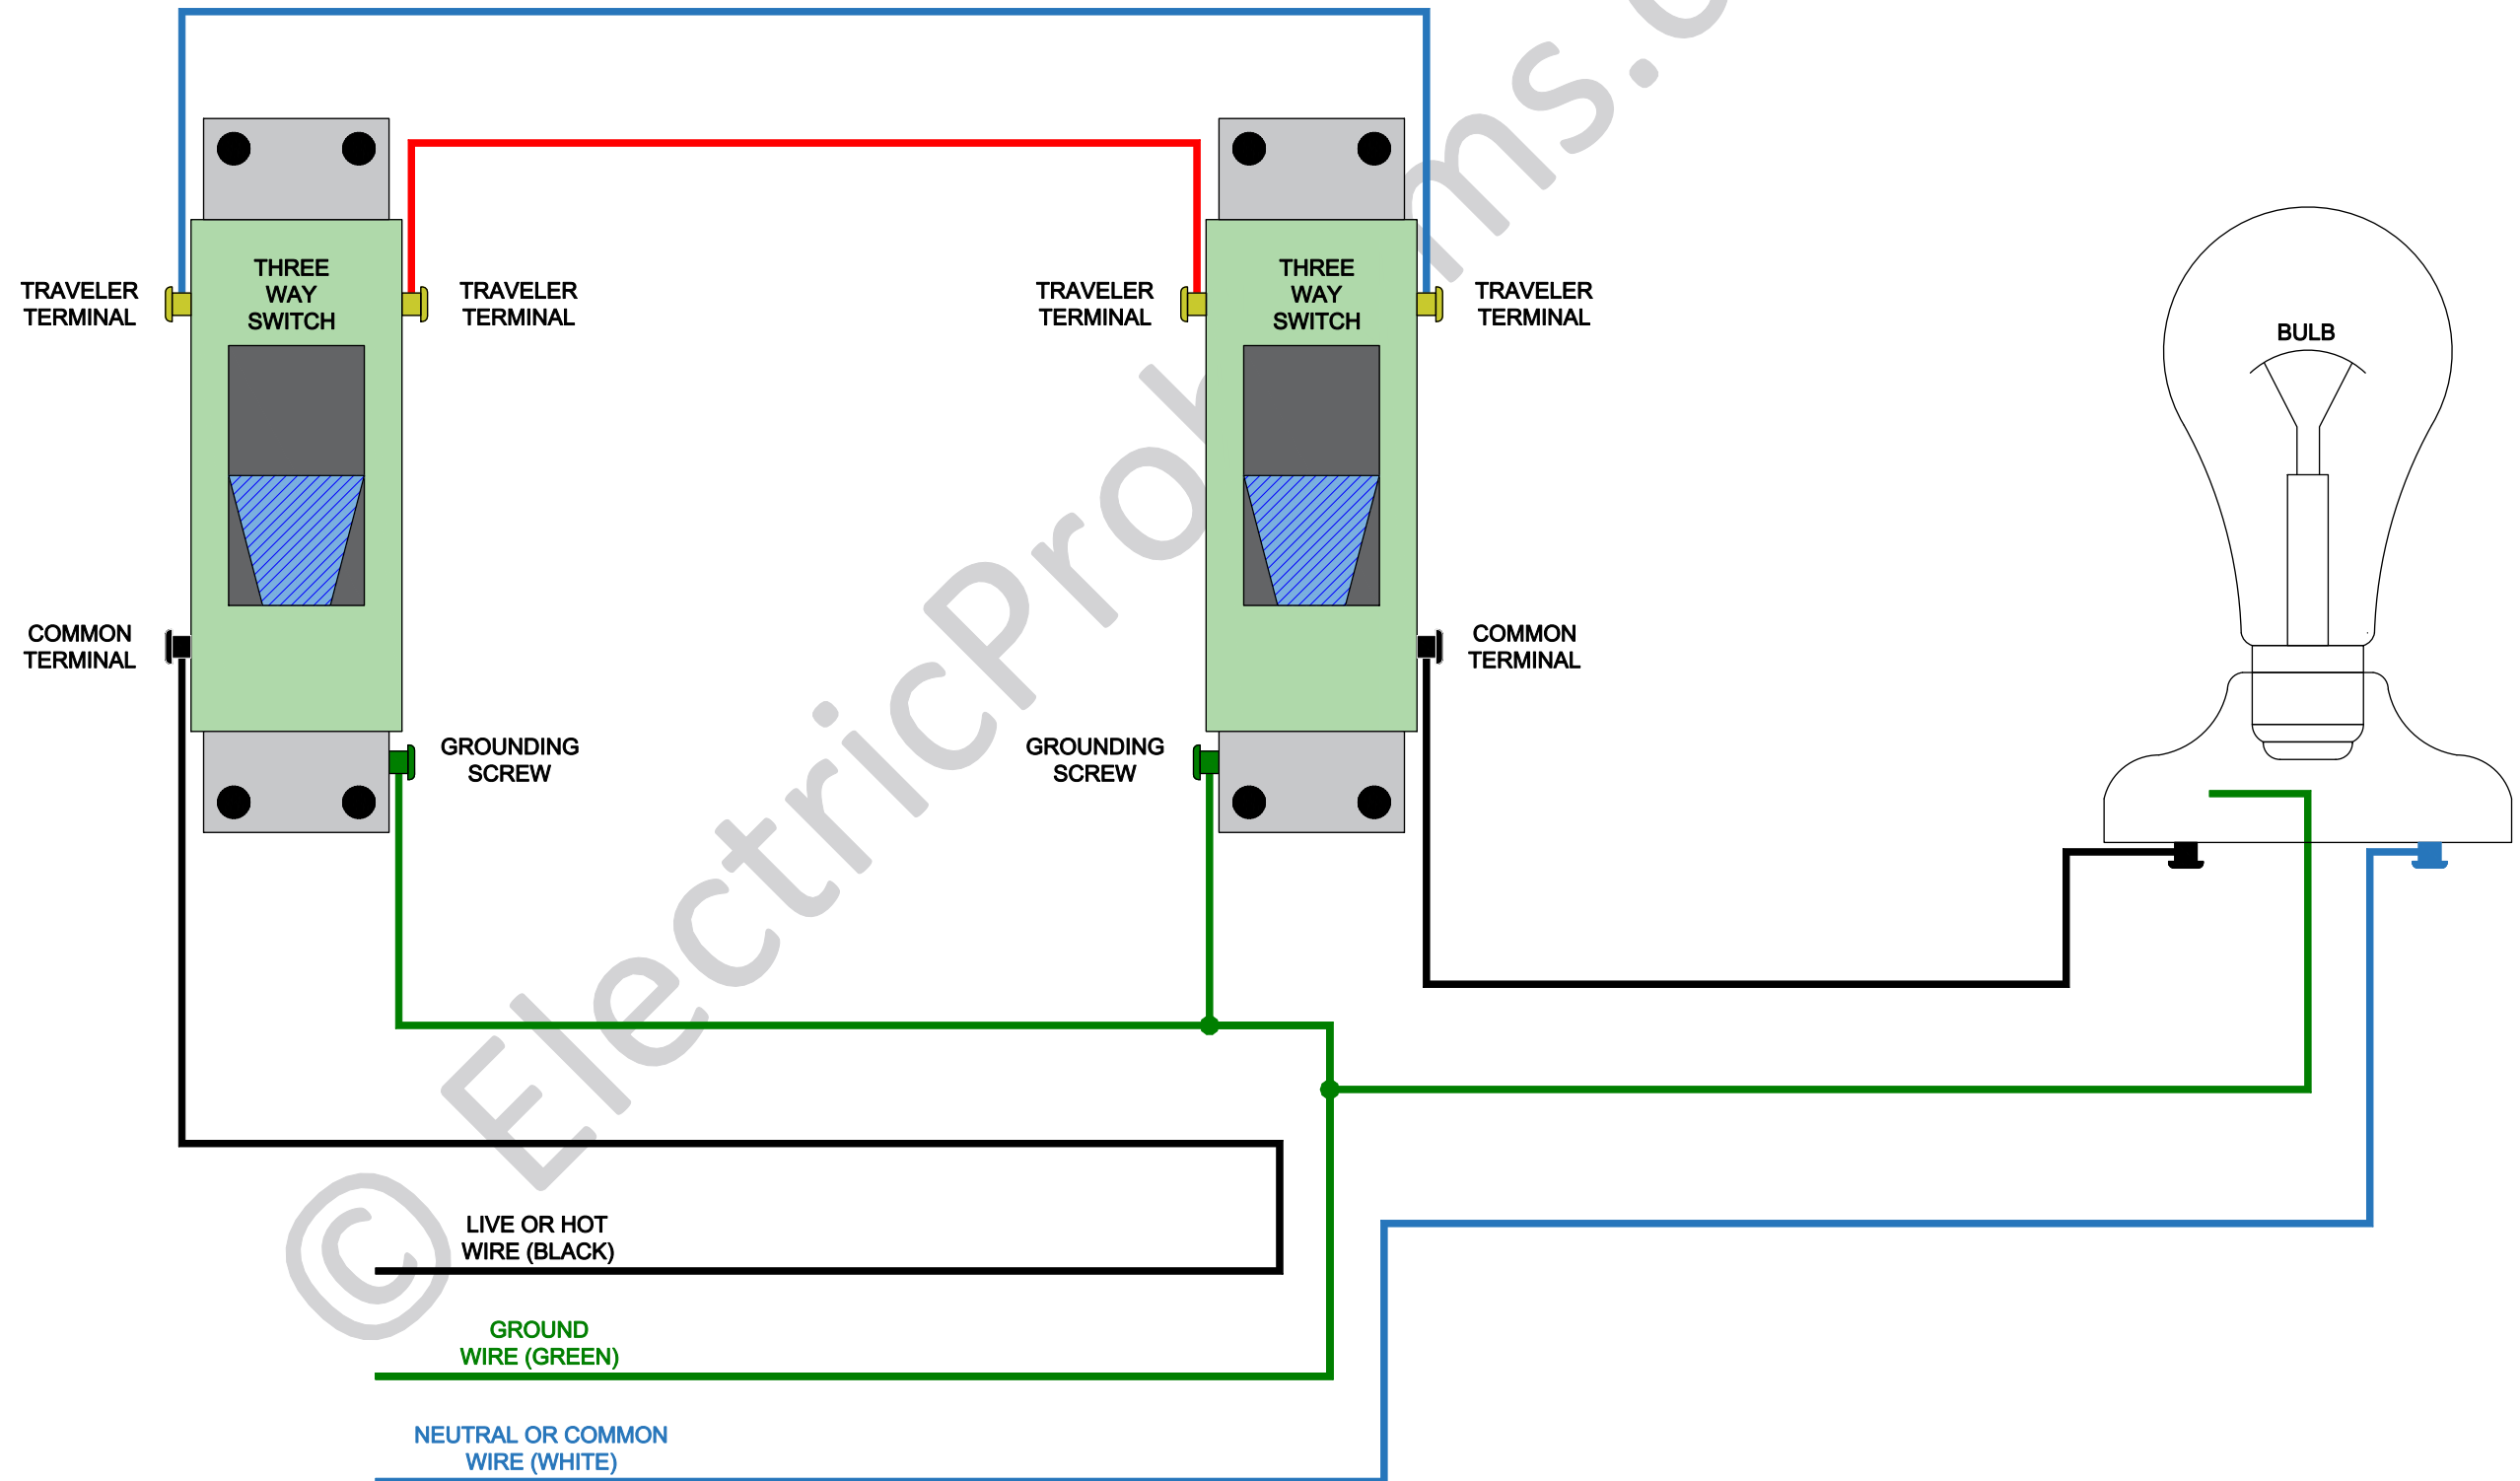 THREE
WAY
SWITCH
THREE
WAY
SWITCH
TRAVELER
TERMINAL
TRAVELER
TERMINAL
TRAVELER
TERMINAL
TRAVELER
TERMINAL
BULB
COMMON
TERMINAL
COMMON
TERMINAL
GROUNDING
SCREW
GROUNDING
SCREW
LIVE OR HOT
WIRE (BLACK)
GROUND
WIRE (GREEN)
NEUTRAL OR COMMON
WIRE (WHITE)